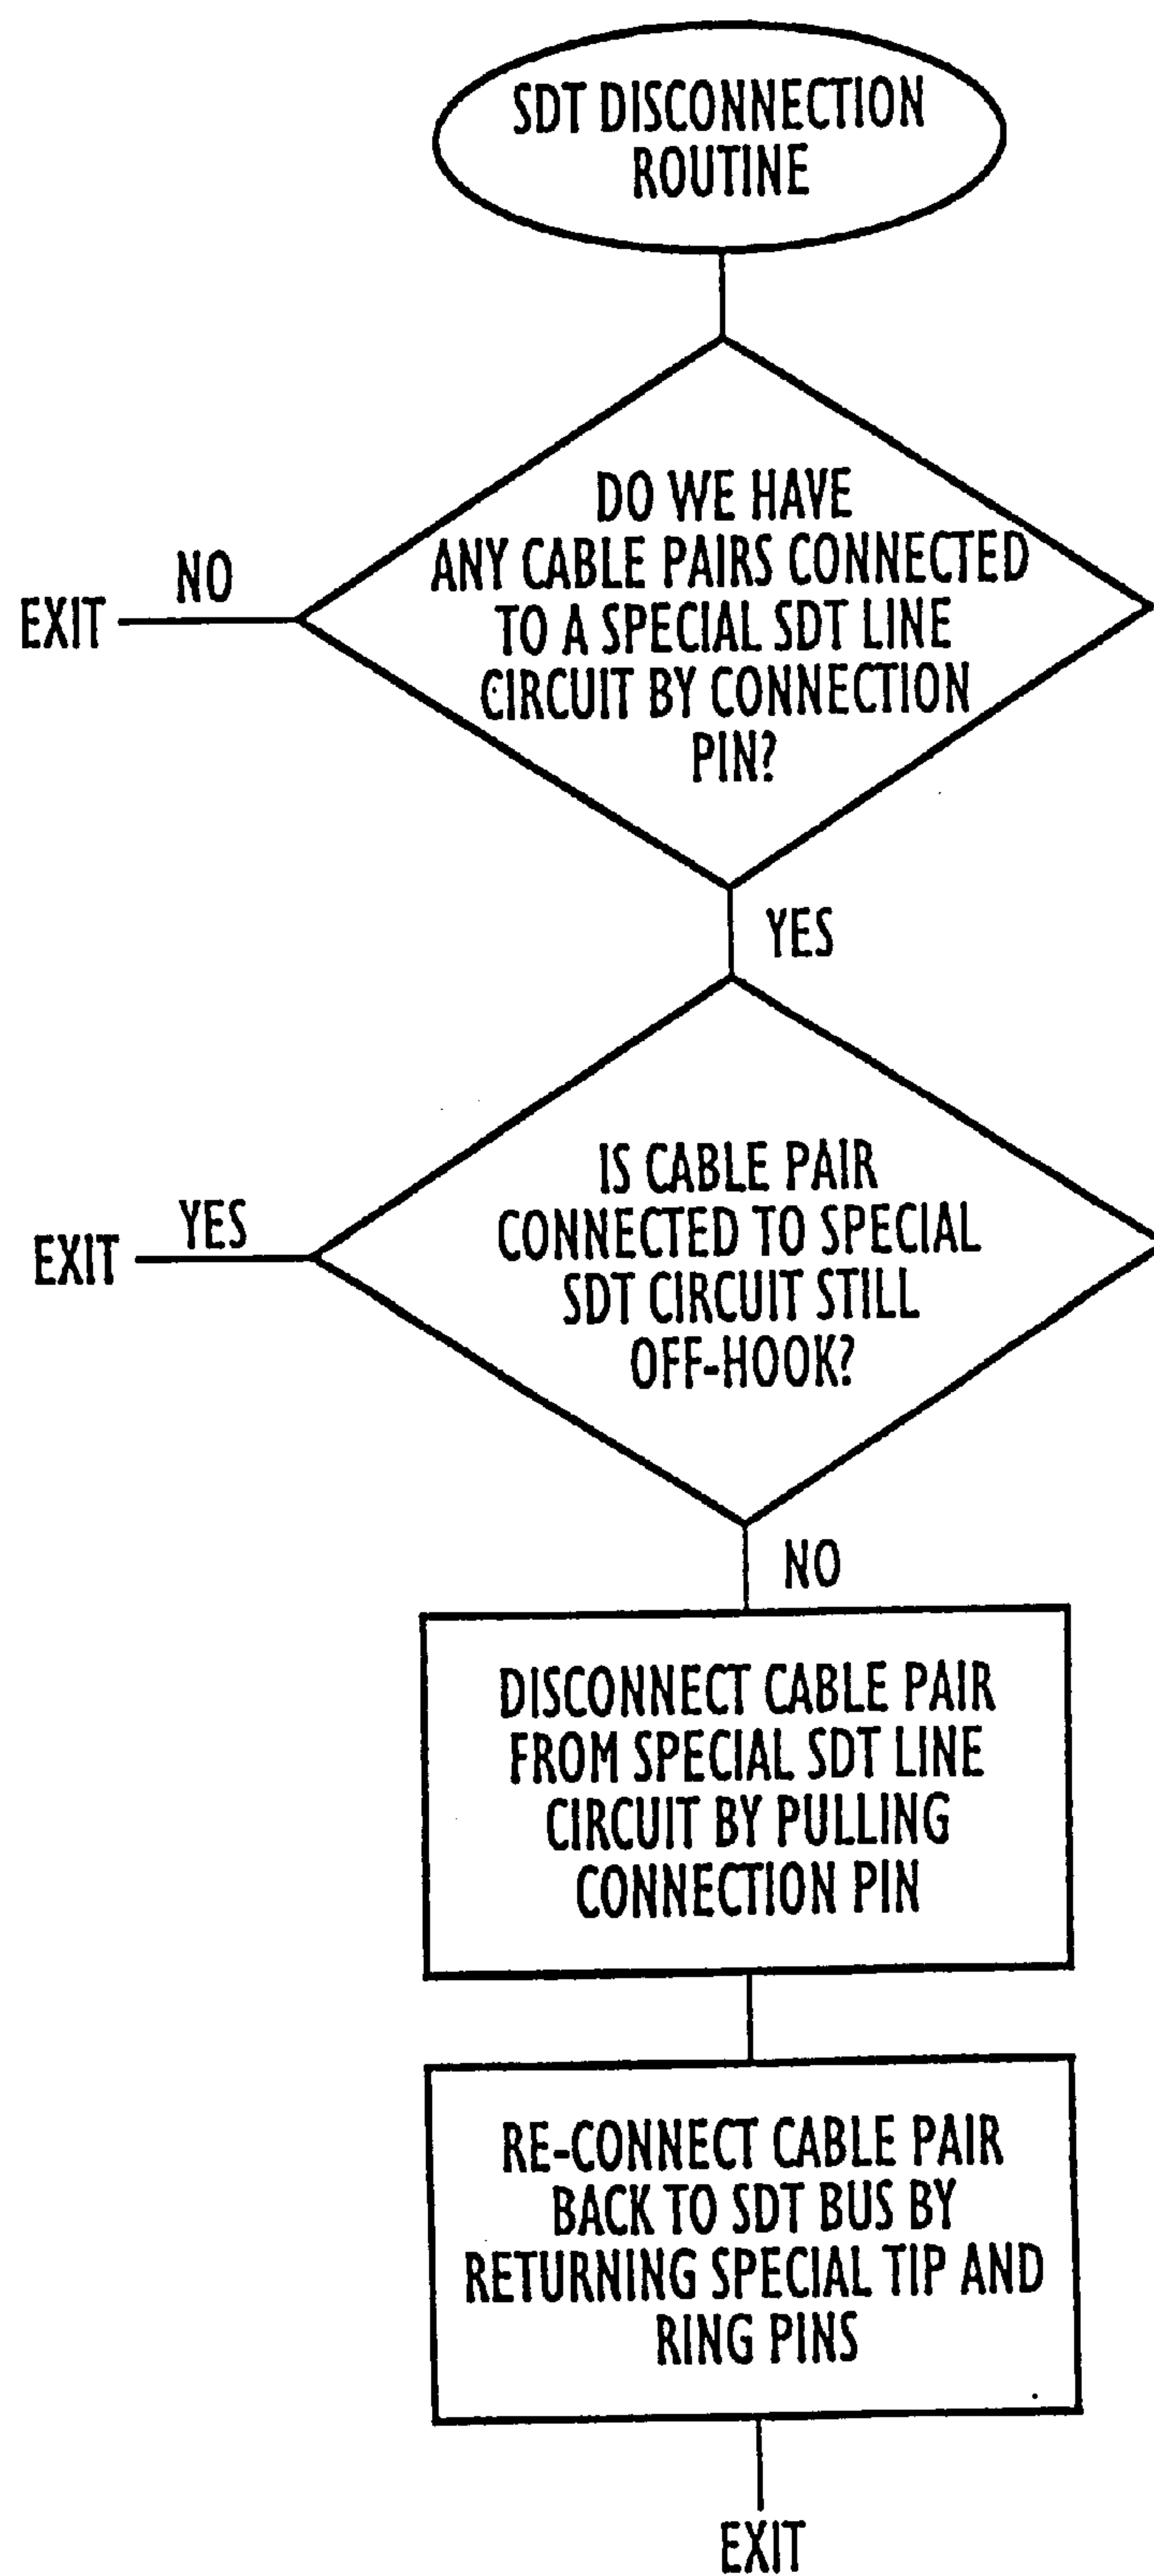 SDT DISCONNECTION
ROUTINE
DO WE HAVE
ANY CABLE PAIRS CONNECTED
TO A SPECIAL SDT LINE
CIRCUIT BY CONNECTION
PIN?
NO
EXIT
YES
IS CABLE PAIR
CONNECTED TO SPECIAL
SDT CIRCUIT STILL
OFF-HOOK?
YES
EXIT
NO
DISCONNECT CABLE PAIR
FROM SPECIAL SDT LINE
CIRCUIT BY PULLING
CONNECTION PIN
RE-CONNECT CABLE PAIR
BACK TO SDT BUS BY
RETURNING SPECIAL TIP AND
RING PINS
EXIT